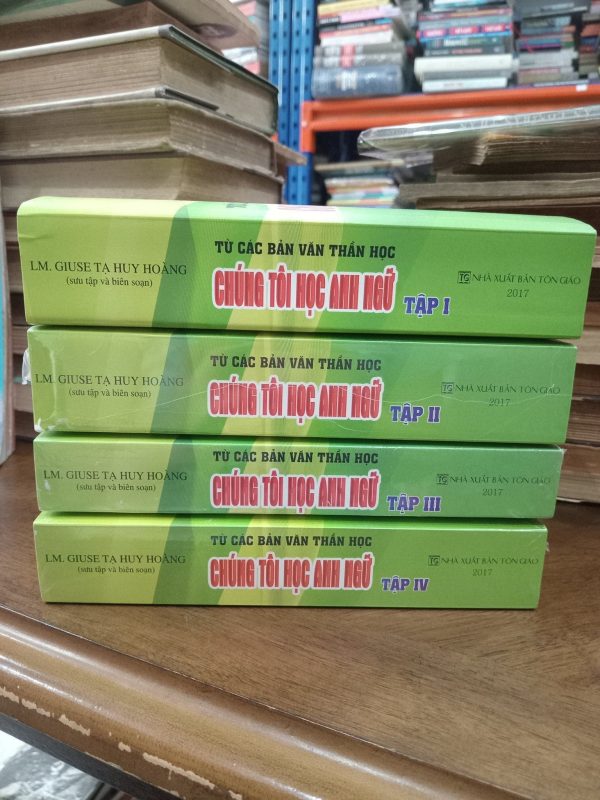 TỪ CÁC BẢN VĂN THẦN HỌC
LM. GIUSE TẠ HUY HOÀNG
(sưu tập và biên soạn)
CHÚNG TÔI HỌC ANH NGỮ TẬP I
TG NHÀ XUẤT BẢN TÔN GIÁO
2017
TỪ CÁC BẢN VĂN THẦN HỌC
LM. GIUSE TẠ HUY HOÀNG
(sưu tập và biên soạn)
CHÚNG TÔI HỌC ANH NGỮ TẬP II
TG NHÀ XUẤT BẢN TÔN GIÁO
2017
TỪ CÁC BẢN VĂN THẦN HỌC
LM. GIUSE TẠ HUY HOÀNG
(sưu tập và biên soạn)
CHÚNG TÔI HỌC ANH NGỮ TẬP III
TG NHÀ XUẤT BẢN TÔN GIÁO
2017
TỪ CÁC BẢN VĂN THẦN HỌC
LM. GIUSE TẠ HUY HOÀNG
(sưu tập và biên soạn)
CHÚNG TÔI HỌC ANH NGỮ TẬP IV
TG NHÀ XUẤT BẢN TÔN GIÁO
2017